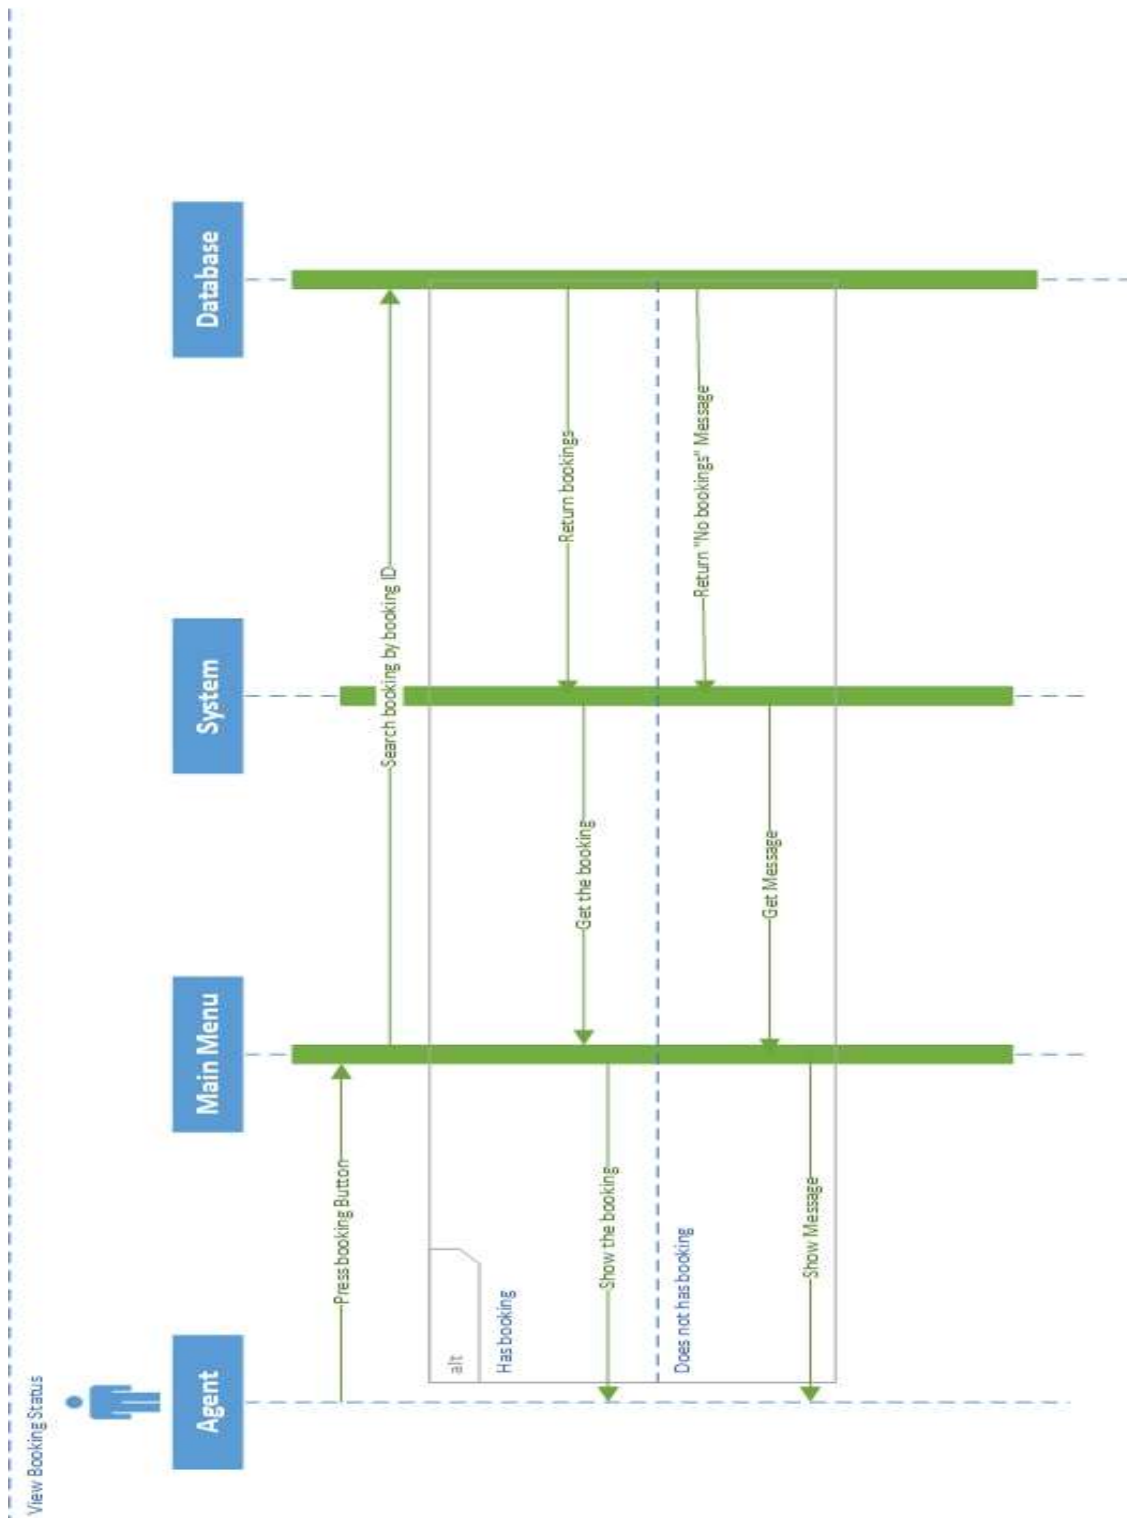 View Booking Status
Agent
Main Menu
System
Database
Press booking Button
Search booking by booking ID
alt
Has booking
Return bookings
Get the booking
Show the booking
Does not has booking
Return "No bookings" Message
Get Message
Show Message